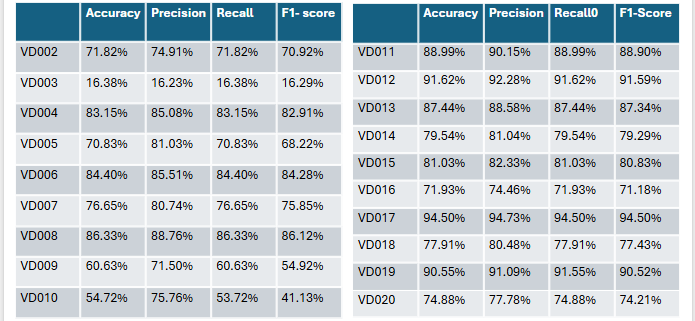 Accuracy Precision Recall F1- score
VD002 71.82% 74.91% 71.82% 70.92%
VD003 16.38% 16.23% 16.38% 16.29%
VD004 83.15% 85.08% 83.15% 82.91%
VD005 70.83% 81.03% 70.83% 68.22%
VD006 84.40% 85.51% 84.40% 84.28%
VD007 76.65% 80.74% 76.65% 75.85%
VD008 86.33% 88.76% 86.33% 86.12%
VD009 60.63% 71.50% 60.63% 54.92%
VD010 54.72% 75.76% 53.72% 41.13%
Accuracy Precision Recall0 F1-Score
VD011 88.99% 90.15% 88.99% 88.90%
VD012 91.62% 92.28% 91.62% 91.59%
VD013 87.44% 88.58% 87.44% 87.34%
VD014 79.54% 81.04% 79.54% 79.29%
VD015 81.03% 82.33% 81.03% 80.83%
VD016 71.93% 74.46% 71.93% 71.18%
VD017 94.50% 94.73% 94.50% 94.50%
VD018 77.91% 80.48% 77.91% 77.43%
VD019 90.55% 91.09% 91.55% 90.52%
VD020 74.88% 77.78% 74.88% 74.21%